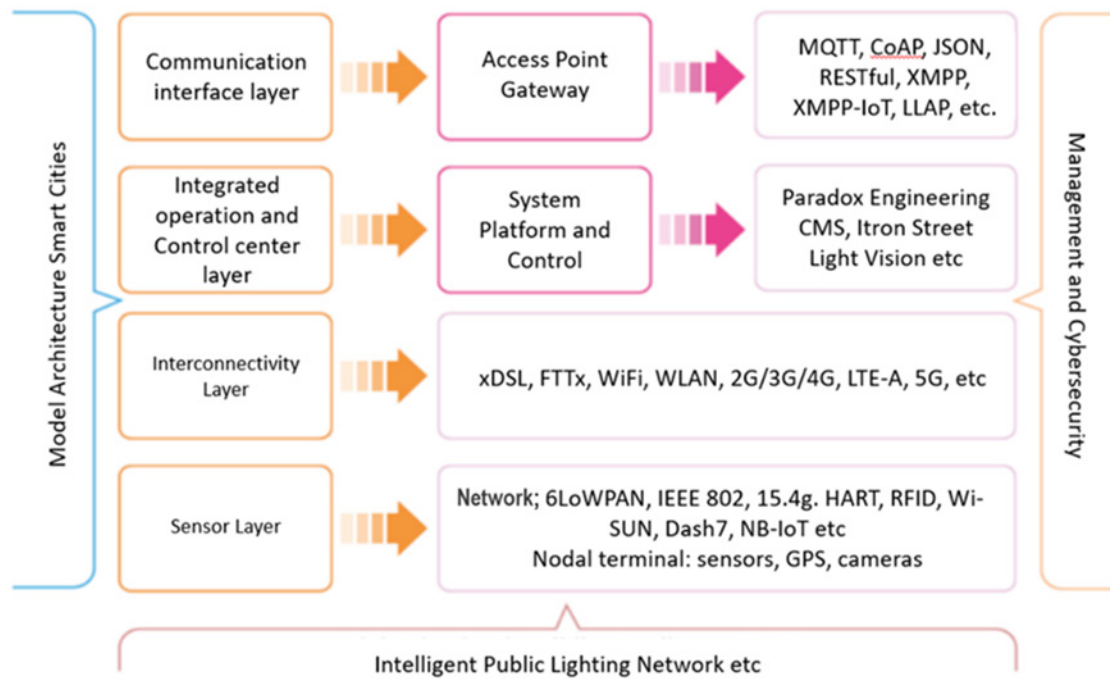 Model Architecture Smart Cities
Communication
interface layer
Access Point
Gateway
MQTT, CoAP, JSON,
RESTful, XMPP,
XMPP-IoT, LLAP, etc.
Integrated
operation and
Control center
layer
System
Platform and
Control
Paradox Engineering
CMS, Itron Street
Light Vision etc
Interconnectivity
Layer
xDSL, FTTx, WiFi, WLAN, 2G/3G/4G, LTE-A, 5G, etc
Sensor Layer
Network; 6LoWPAN, IEEE 802, 15.4g. HART, RFID, Wi-
SUN, Dash7, NB-IoT etc
Nodal terminal: sensors, GPS, cameras
Management and Cybersecurity
Intelligent Public Lighting Network etc